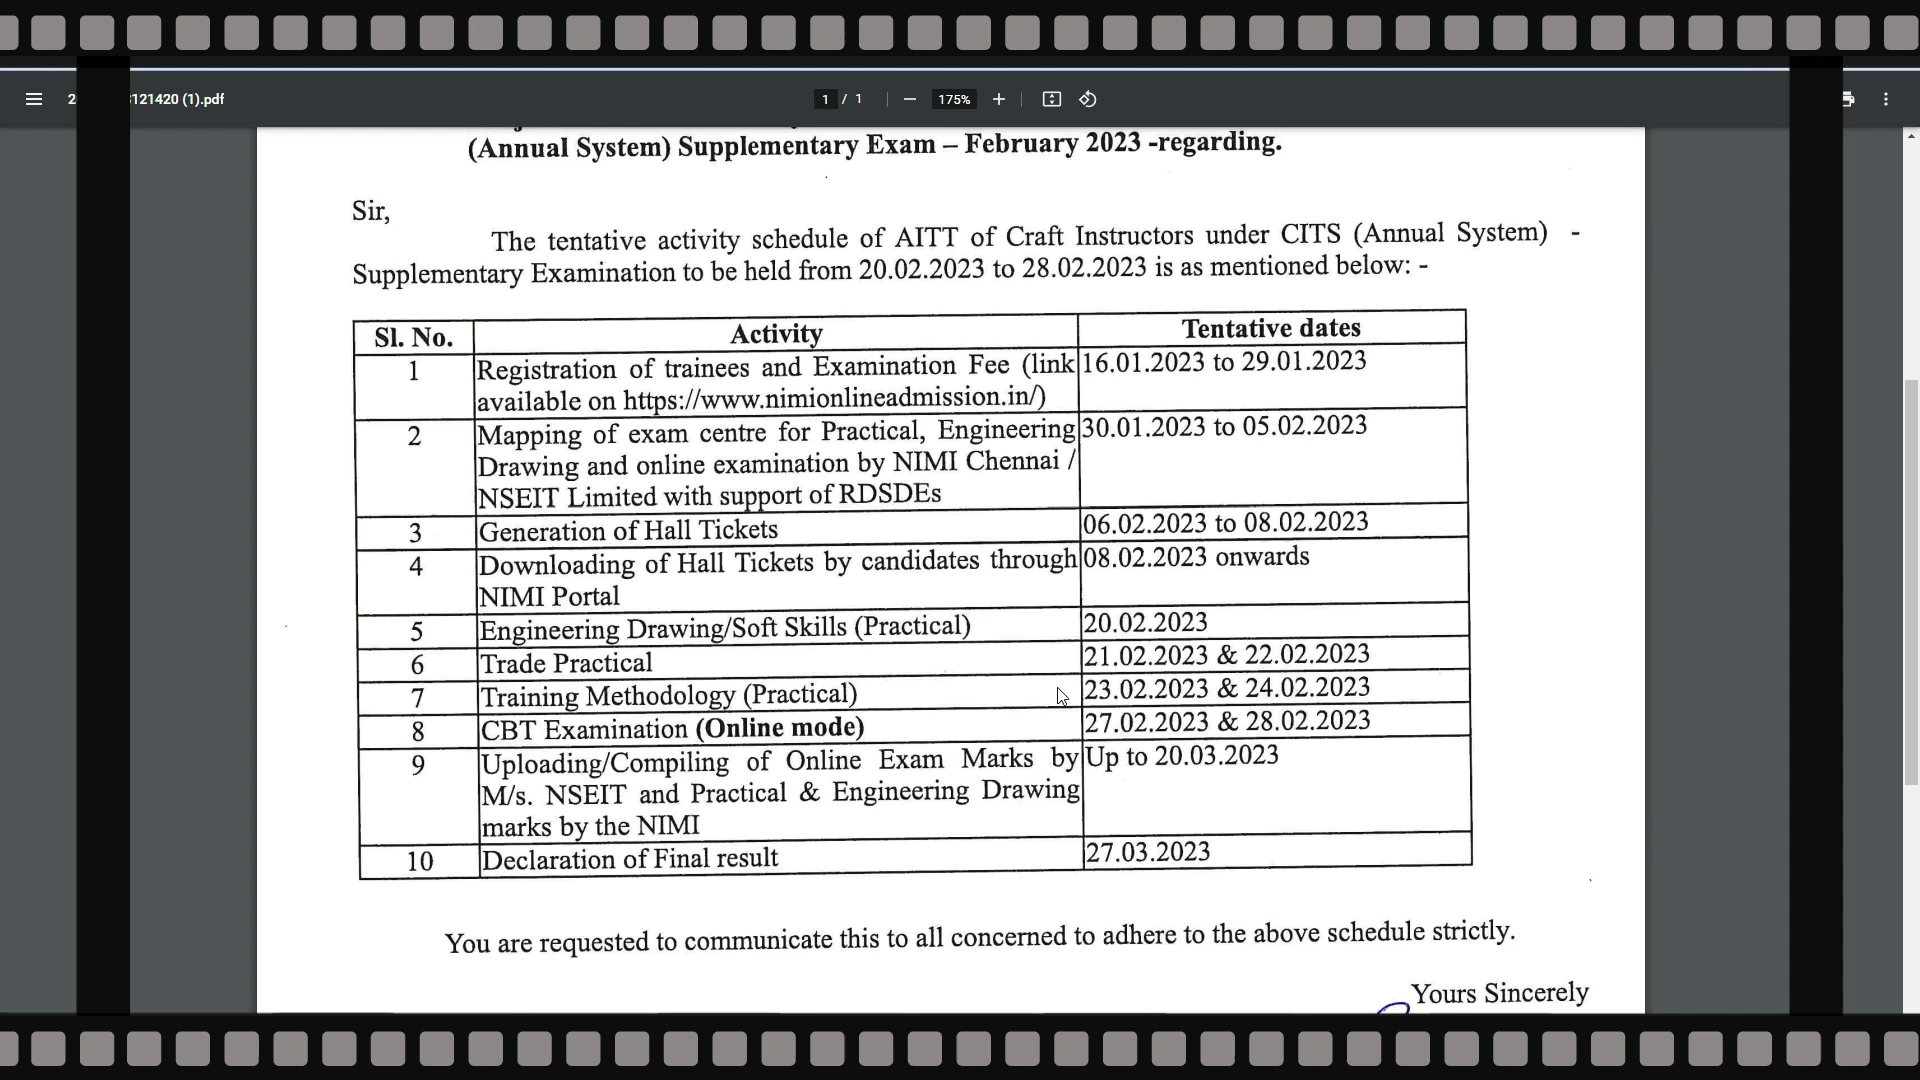 121420 (1).pdf
1 / 1
175%
(Annual System) Supplementary Exam – February 2023 -regarding.
Sir,
The tentative activity schedule of AITT of Craft Instructors under CITS (Annual System) -
Supplementary Examination to be held from 20.02.2023 to 28.02.2023 is as mentioned below: -
Sl. No. Activity Tentative dates
1 Registration of trainees and Examination Fee (link 16.01.2023 to 29.01.2023
available on https://www.nimionlineadmission.in/)
2 Mapping of exam centre for Practical, Engineering 30.01.2023 to 05.02.2023
Drawing and online examination by NIMI Chennai /
NSEIT Limited with support of RDSDEs
3 Generation of Hall Tickets 06.02.2023 to 08.02.2023
4 Downloading of Hall Tickets by candidates through 08.02.2023 onwards
NIMI Portal
5 Engineering Drawing/Soft Skills (Practical) 20.02.2023
6 Trade Practical 21.02.2023 & 22.02.2023
7 Training Methodology (Practical) 23.02.2023 & 24.02.2023
8 CBT Examination (Online mode) 27.02.2023 & 28.02.2023
9 Uploading/Compiling of Online Exam Marks by Up to 20.03.2023
M/s. NSEIT and Practical & Engineering Drawing
marks by the NIMI
10 Declaration of Final result 27.03.2023
You are requested to communicate this to all concerned to adhere to the above schedule strictly.
Yours Sincerely